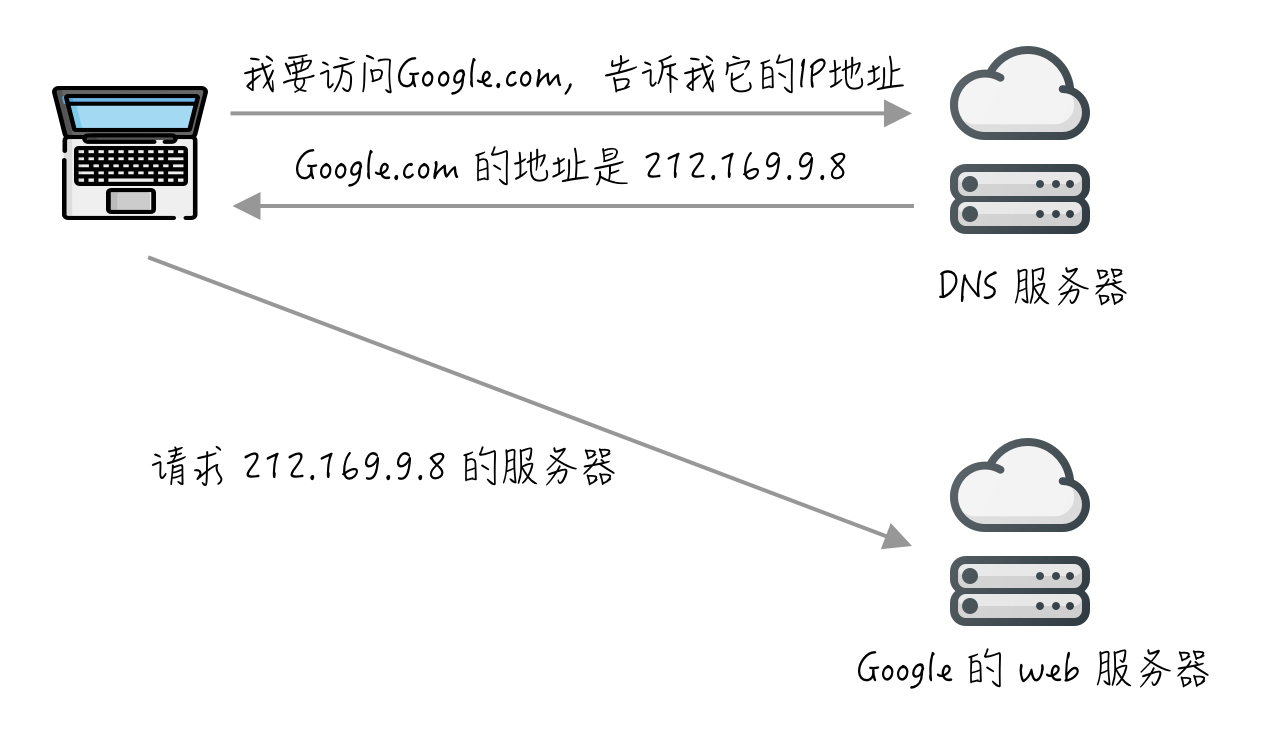 我要访问Google.com，告诉我它的IP地址
Google.com 的地址是 212.169.9.8
DNS 服务器
请求 212.169.9.8 的服务器
Google 的 web 服务器